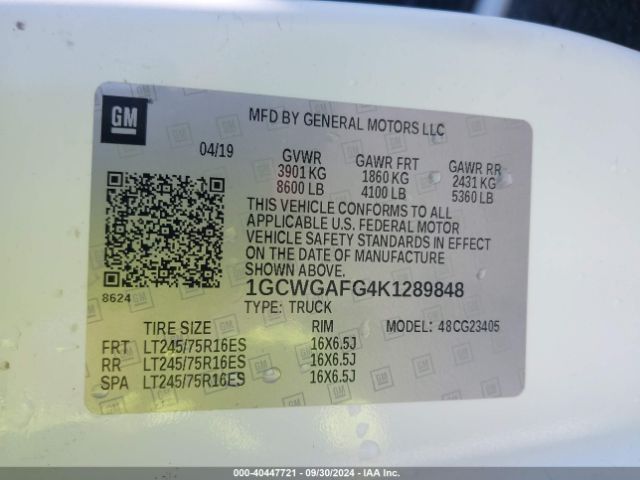 GM
MFD BY GENERAL MOTORS LLC
04/19
GVWR GAWR FRT GAWR RR
3901 KG 1860 KG 2431 KG
8600 LB 4100 LB 5360 LB
THIS VEHICLE CONFORMS TO ALL
APPLICABLE U.S. FEDERAL MOTOR
VEHICLE SAFETY STANDARDS IN EFFECT
ON THE DATE OF MANUFACTURE
SHOWN ABOVE.
8624
1GCWGAFG4K1289848
TYPE: TRUCK
TIRE SIZE RIM MODEL: 48CG23405
FRT LT245/75R16ES 16X6.5J
RR LT245/75R16ES 16X6.5J
SPA LT245/75R16ES 16X6.5J
000-40447721 - 09/30/2024 - IAA Inc.